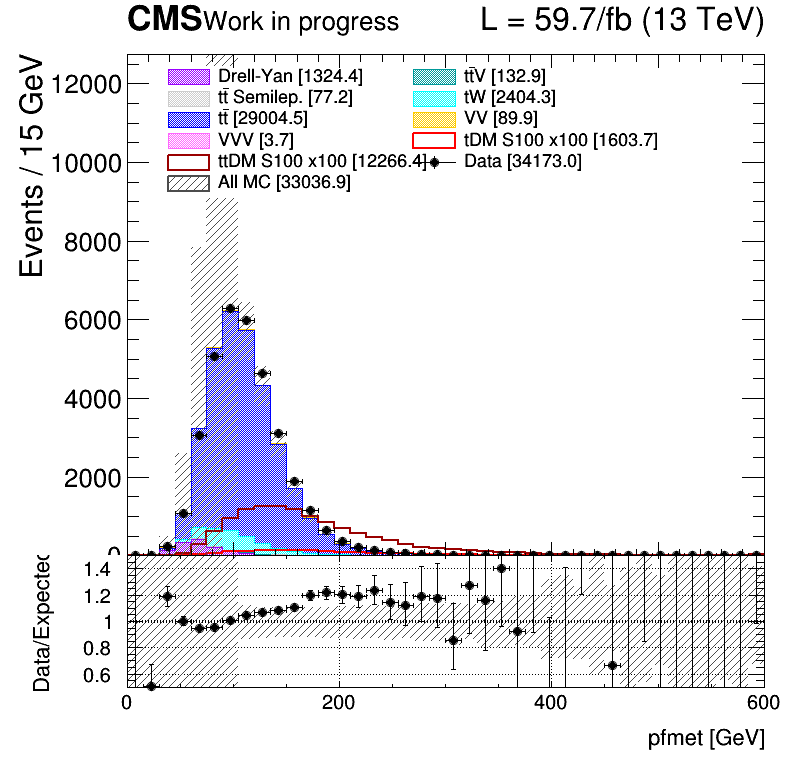 CMS Work in progress L = 59.7/fb (13 TeV)
Events / 15 GeV
12000
10000
8000
6000
4000
2000
0
Drell-Yan [1324.4] tt̄V [132.9]
tt̄ Semilep. [77.2] tW [2404.3]
tt̄ [29004.5] VV [89.9]
VVV [3.7] tDM S100 x100 [1603.7]
ttDM S100 x100 [12266.4] Data [34173.0]
All MC [33036.9]
Data/Expected
1.4
1.2
1
0.8
0.6
0 200 400 600
pfmet [GeV]